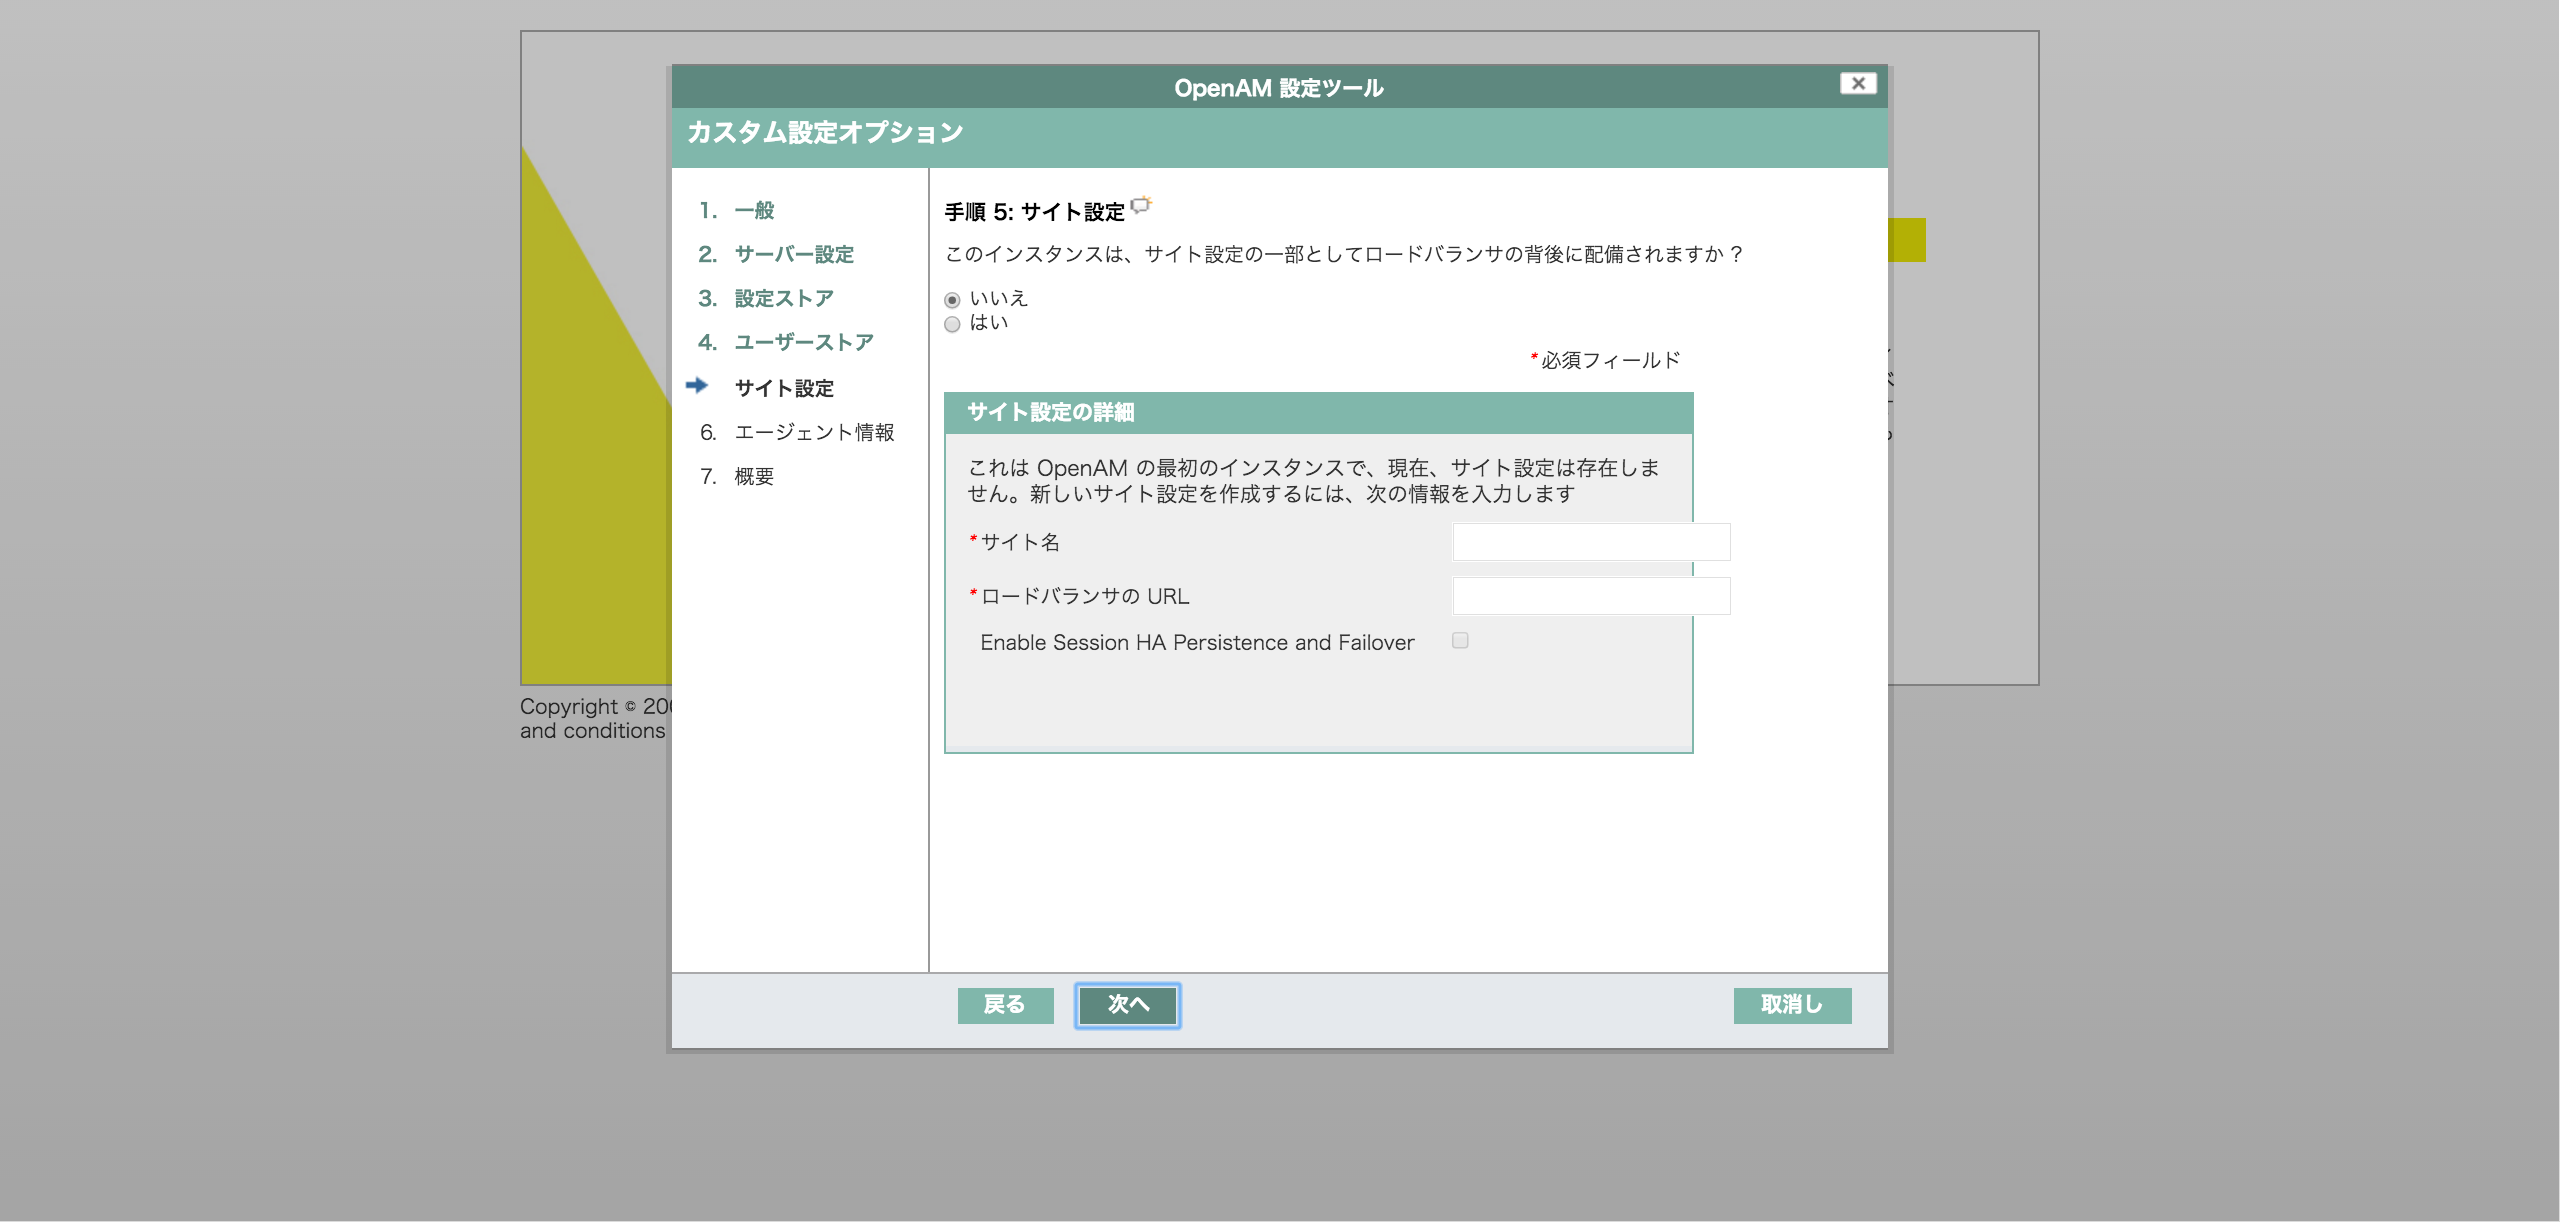 OpenAM 設定ツール
カスタム設定オプション
1. 一般
2. サーバー設定
3. 設定ストア
4. ユーザーストア
サイト設定
6. エージェント情報
7. 概要
手順 5: サイト設定
このインスタンスは、サイト設定の一部としてロードバランサの背後に配備されますか ?
いいえ
はい
*必須フィールド
サイト設定の詳細
これは OpenAM の最初のインスタンスで、現在、サイト設定は存在しま
せん。新しいサイト設定を作成するには、次の情報を入力します
*サイト名
*ロードバランサの URL
Enable Session HA Persistence and Failover
戻る
次へ
取消し
Copyright ©
and conditions